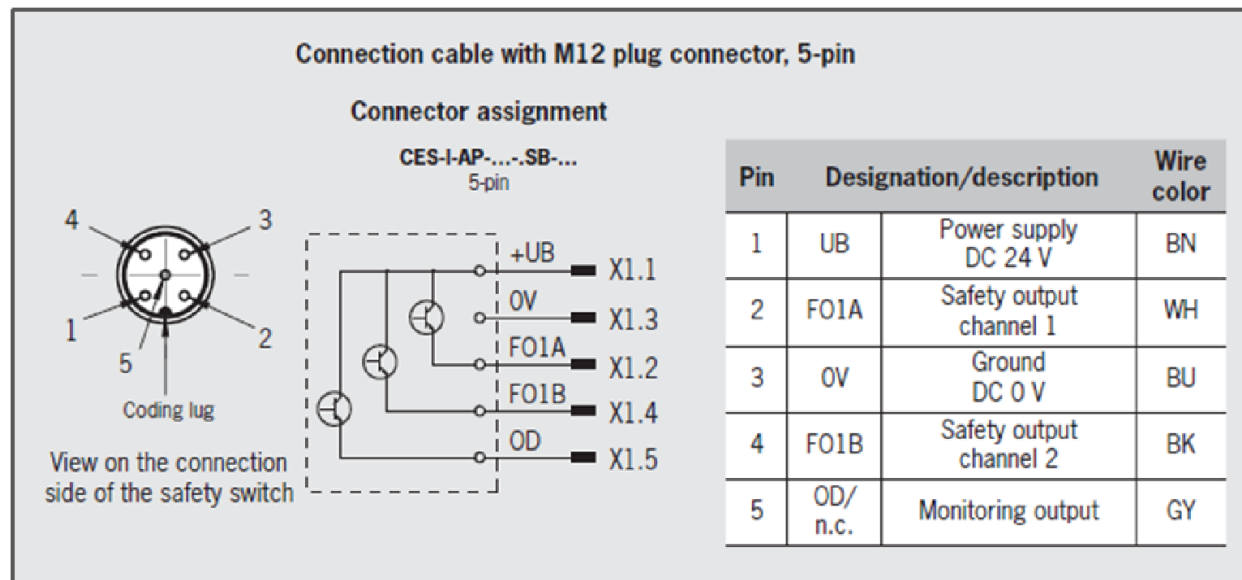 Connection cable with M12 plug connector, 5-pin
Connector assignment
CES-I-AP-...-.SB-...
5-pin
4
3
1
2
5
Coding lug
View on the connection
side of the safety switch
+UB
X1.1
0V
X1.3
FO1A
X1.2
FO1B
X1.4
OD
X1.5
Pin Designation/description Wire color
1 UB Power supply DC 24 V BN
2 FO1A Safety output channel 1 WH
3 0V Ground DC 0 V BU
4 FO1B Safety output channel 2 BK
5 OD/ n.c. Monitoring output GY